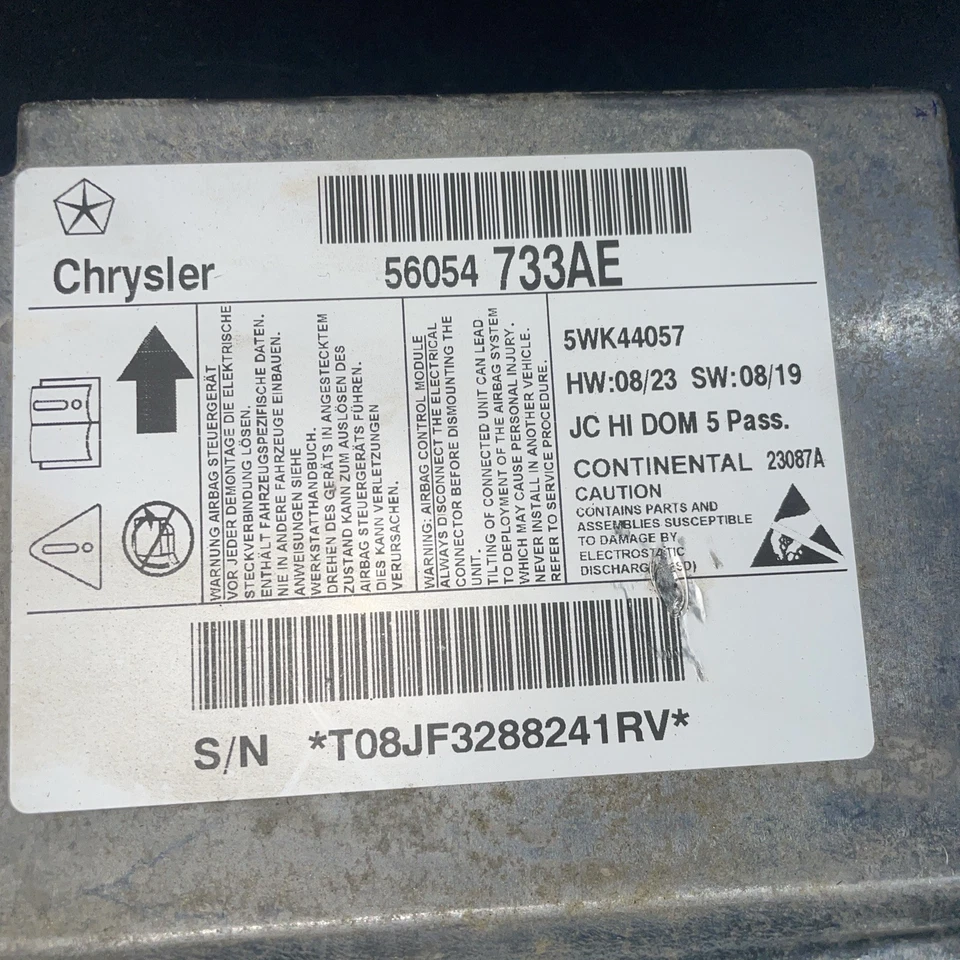 Chrysler
56054 733AE
WARNUNG AIRBAG STEUERGERÄT
VOR JEDER DEMONTAGE DIE ELEKTRISCHE
STECKVERBINDUNG LÖSEN.
ENTHÄLT FAHRZEUGSPEZIFISCHE DATEN.
NIE IN ANDERE FAHRZEUGE EINBAUEN.
ANWEISUNGEN SIEHE
WERKSTATTHANDBUCH.
DREHEN DES GERÄTS IN ANGESTECKTEM
ZUSTAND KANN ZUM AUSLÖSEN DES
AIRBAG STEUERGERÄTS FÜHREN.
DIES KANN VERLETZUNGEN
VERURSACHEN.
WARNING: AIRBAG CONTROL MODULE
ALWAYS DISCONNECT THE ELECTRICAL
CONNECTOR BEFORE DISMOUNTING THE
UNIT.
TILTING OF CONNECTED UNIT CAN LEAD
TO DEPLOYMENT OF THE AIRBAG SYSTEM
WHICH MAY CAUSE PERSONAL INJURY.
NEVER INSTALL IN ANOTHER VEHICLE.
REFER TO SERVICE PROCEDURE.
5WK44057
HW:08/23 SW:08/19
JC HI DOM 5 Pass.
CONTINENTAL 23087A
CAUTION
CONTAINS PARTS AND
ASSEMBLIES SUSCEPTIBLE
TO DAMAGE BY
ELECTROSTATIC
DISCHARGE(ESD)
S/N *T08JF3288241RV*